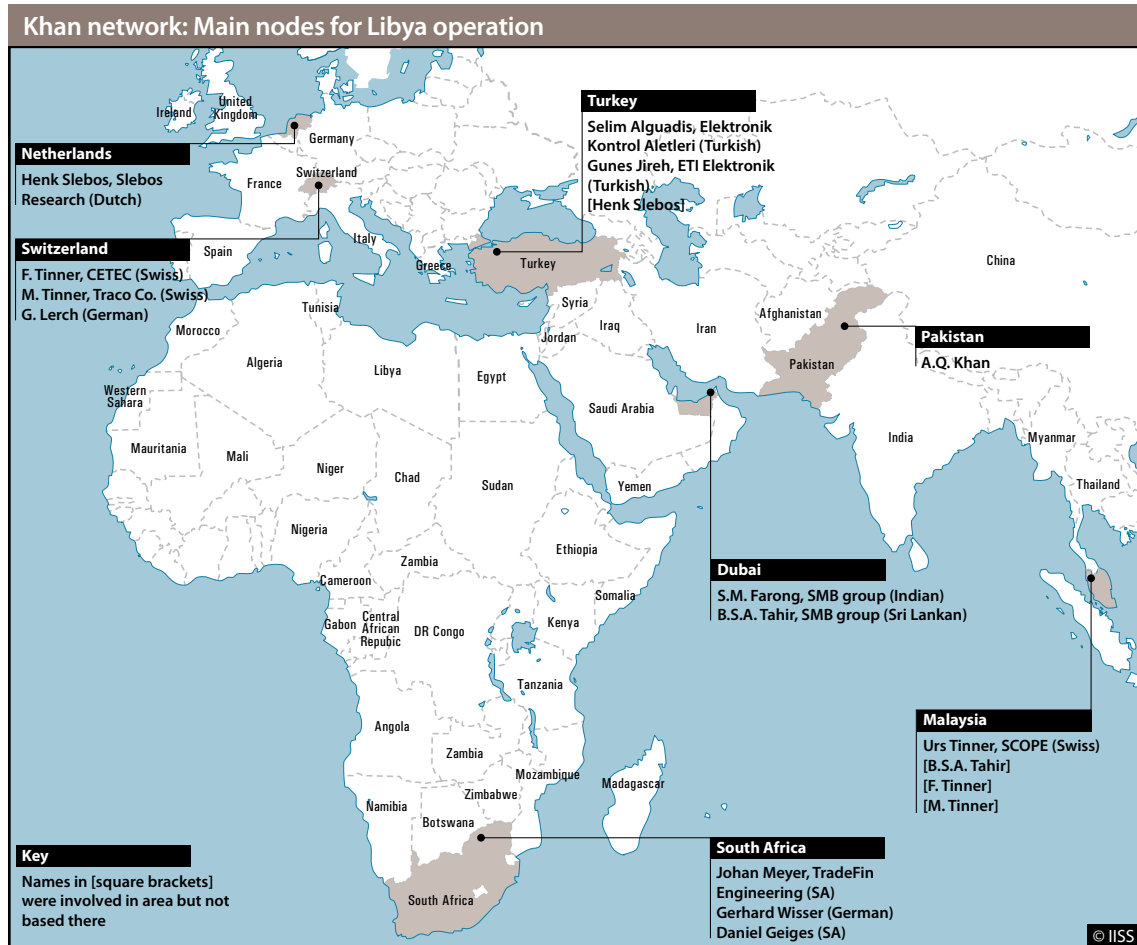 Khan network: Main nodes for Libya operation
Ireland
United
Kingdom
Germany
Netherlands
Henk Slebos, Slebos
Research (Dutch)
France
Switzerland
Switzerland
F. Tinner, CETEC (Swiss)
M. Tinner, Traco Co. (Swiss)
G. Lerch (German)
Spain
Italy
Greece
Turkey
Selim Alguadis, Elektronik
Kontrol Aletleri (Turkish)
Gunes Jireh, ETI Elektronik
(Turkish)
[Henk Slebos]
Turkey
China
Syria
Jordan
Iraq
Iran
Afghanistan
Pakistan
Pakistan
A.Q. Khan
Tunisia
Morocco
Algeria
Libya
Egypt
Saudi Arabia
Western
Sahara
Mauritania
Mali
Niger
Chad
Sudan
Yemen
India
Myanmar
Thailand
Nigeria
Ethiopia
Cameroon
Zambia
Somalia
Gabon
Central
African
Repubic
DR Congo
Kenya
Dubai
S.M. Farong, SMB group (Indian)
B.S.A. Tahir, SMB group (Sri Lankan)
Tanzania
Angola
Zambia
Mozambique
Madagascar
Malaysia
Urs Tinner, SCOPE (Swiss)
[B.S.A. Tahir]
[F. Tinner]
[M. Tinner]
Zimbabwe
Namibia
Botswana
South Africa
South Africa
Johan Meyer, TradeFin
Engineering (SA)
Gerhard Wisser (German)
Daniel Geiges (SA)
Key
Names in [square brackets]
were involved in area but not
based there
© IISS